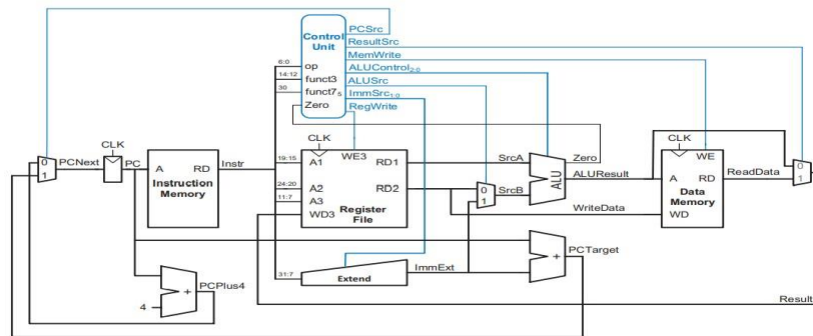 PCSrc
Control
Unit
ResultSrc
MemWrite
ALUControl2:0
ALUSrc
ImmSrc1:0
RegWrite
6:0
op
14:12
funct3
30
funct75
Zero
CLK
0
1
PCNext
PC
A
RD
Instruction
Memory
Instr
19:15
A1
CLK
WE3
RD1
24:20
A2
RD2
11:7
A3
WD3
Register
File
SrcA
0
1
SrcB
ALU
Zero
ALUResult
WriteData
CLK
WE
A
RD
Data
Memory
WD
ReadData
0
1
31:7
Extend
ImmExt
+
PCTarget
4
+
PCPlus4
Result